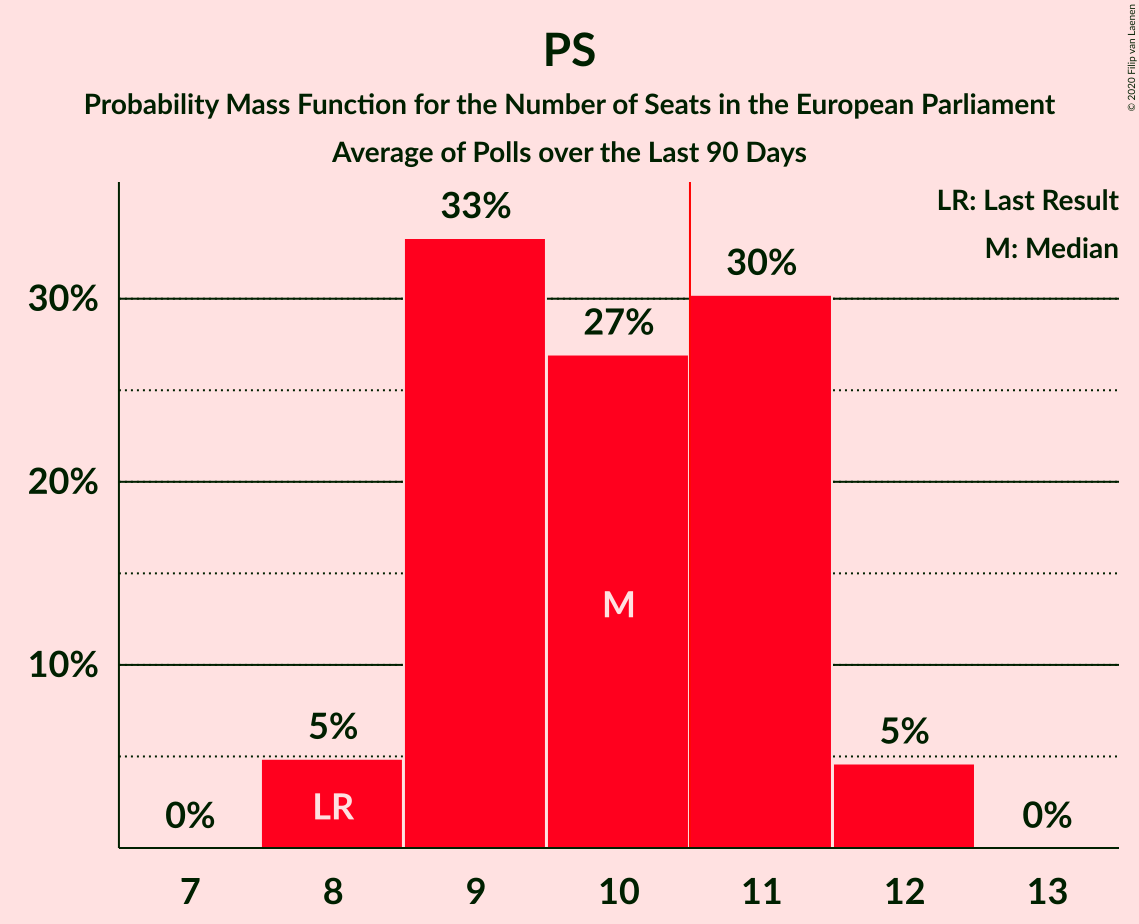 PS
Probability Mass Function for the Number of Seats in the European Parliament
Average of Polls over the Last 90 Days
© 2020 Filip van Laenen
LR: Last Result
M: Median
33%
30%
27%
5%
5%
0%
0%
M
LR
30%
20%
10%
7 8 9 10 11 12 13